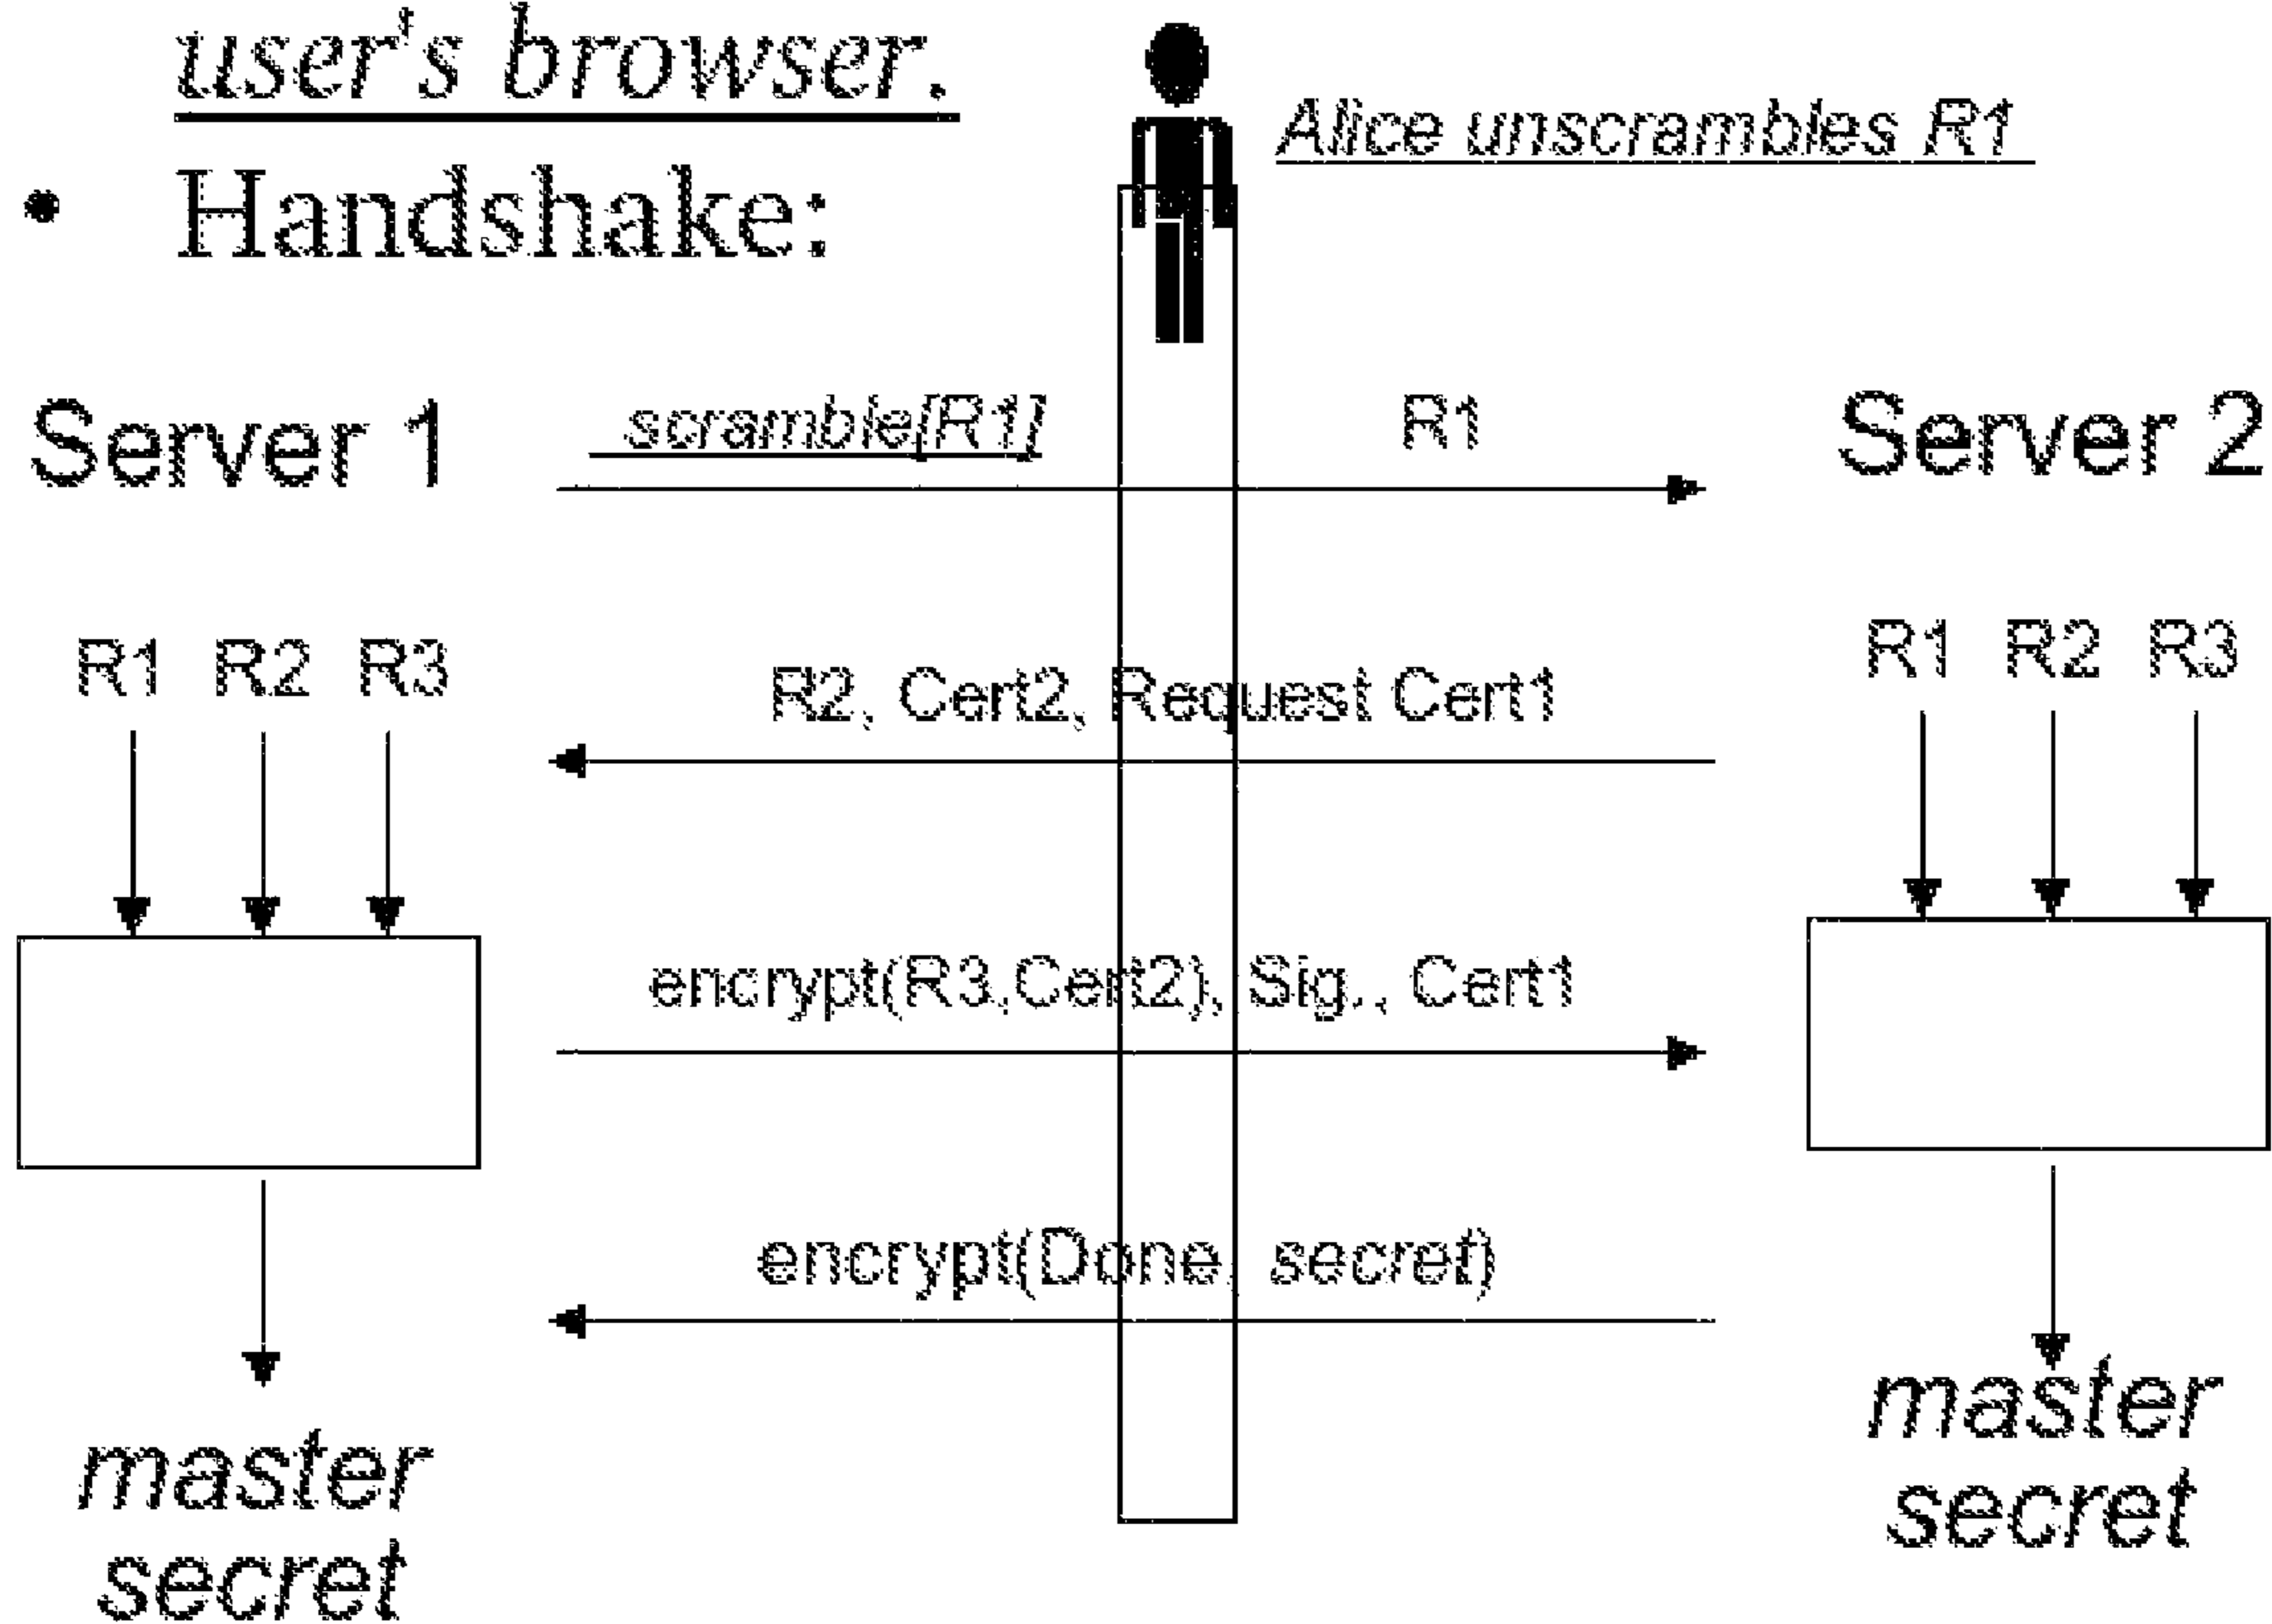 user's browser.
Alice unscrambles R1
• Handshake:
Server 1
scramble[R1]
R1
Server 2
R1 R2 R3
R2, Cert2, Request Cert1
R1 R2 R3
encrypt(R3,Cert2), Sig., Cert1
encrypt(Done, secret)
master
secret
master
secret